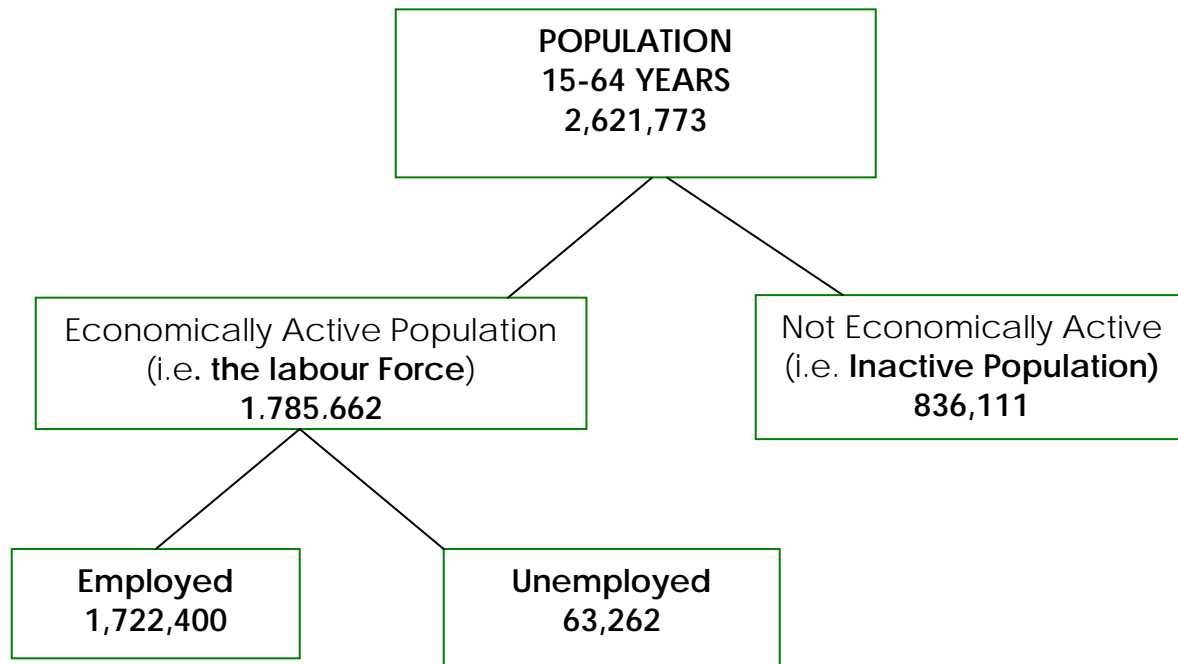 POPULATION
15-64 YEARS
2,621,773
Economically Active Population
(i.e. the labour Force)
1,785,662
Not Economically Active
(i.e. Inactive Population)
836,111
Employed
1,722,400
Unemployed
63,262